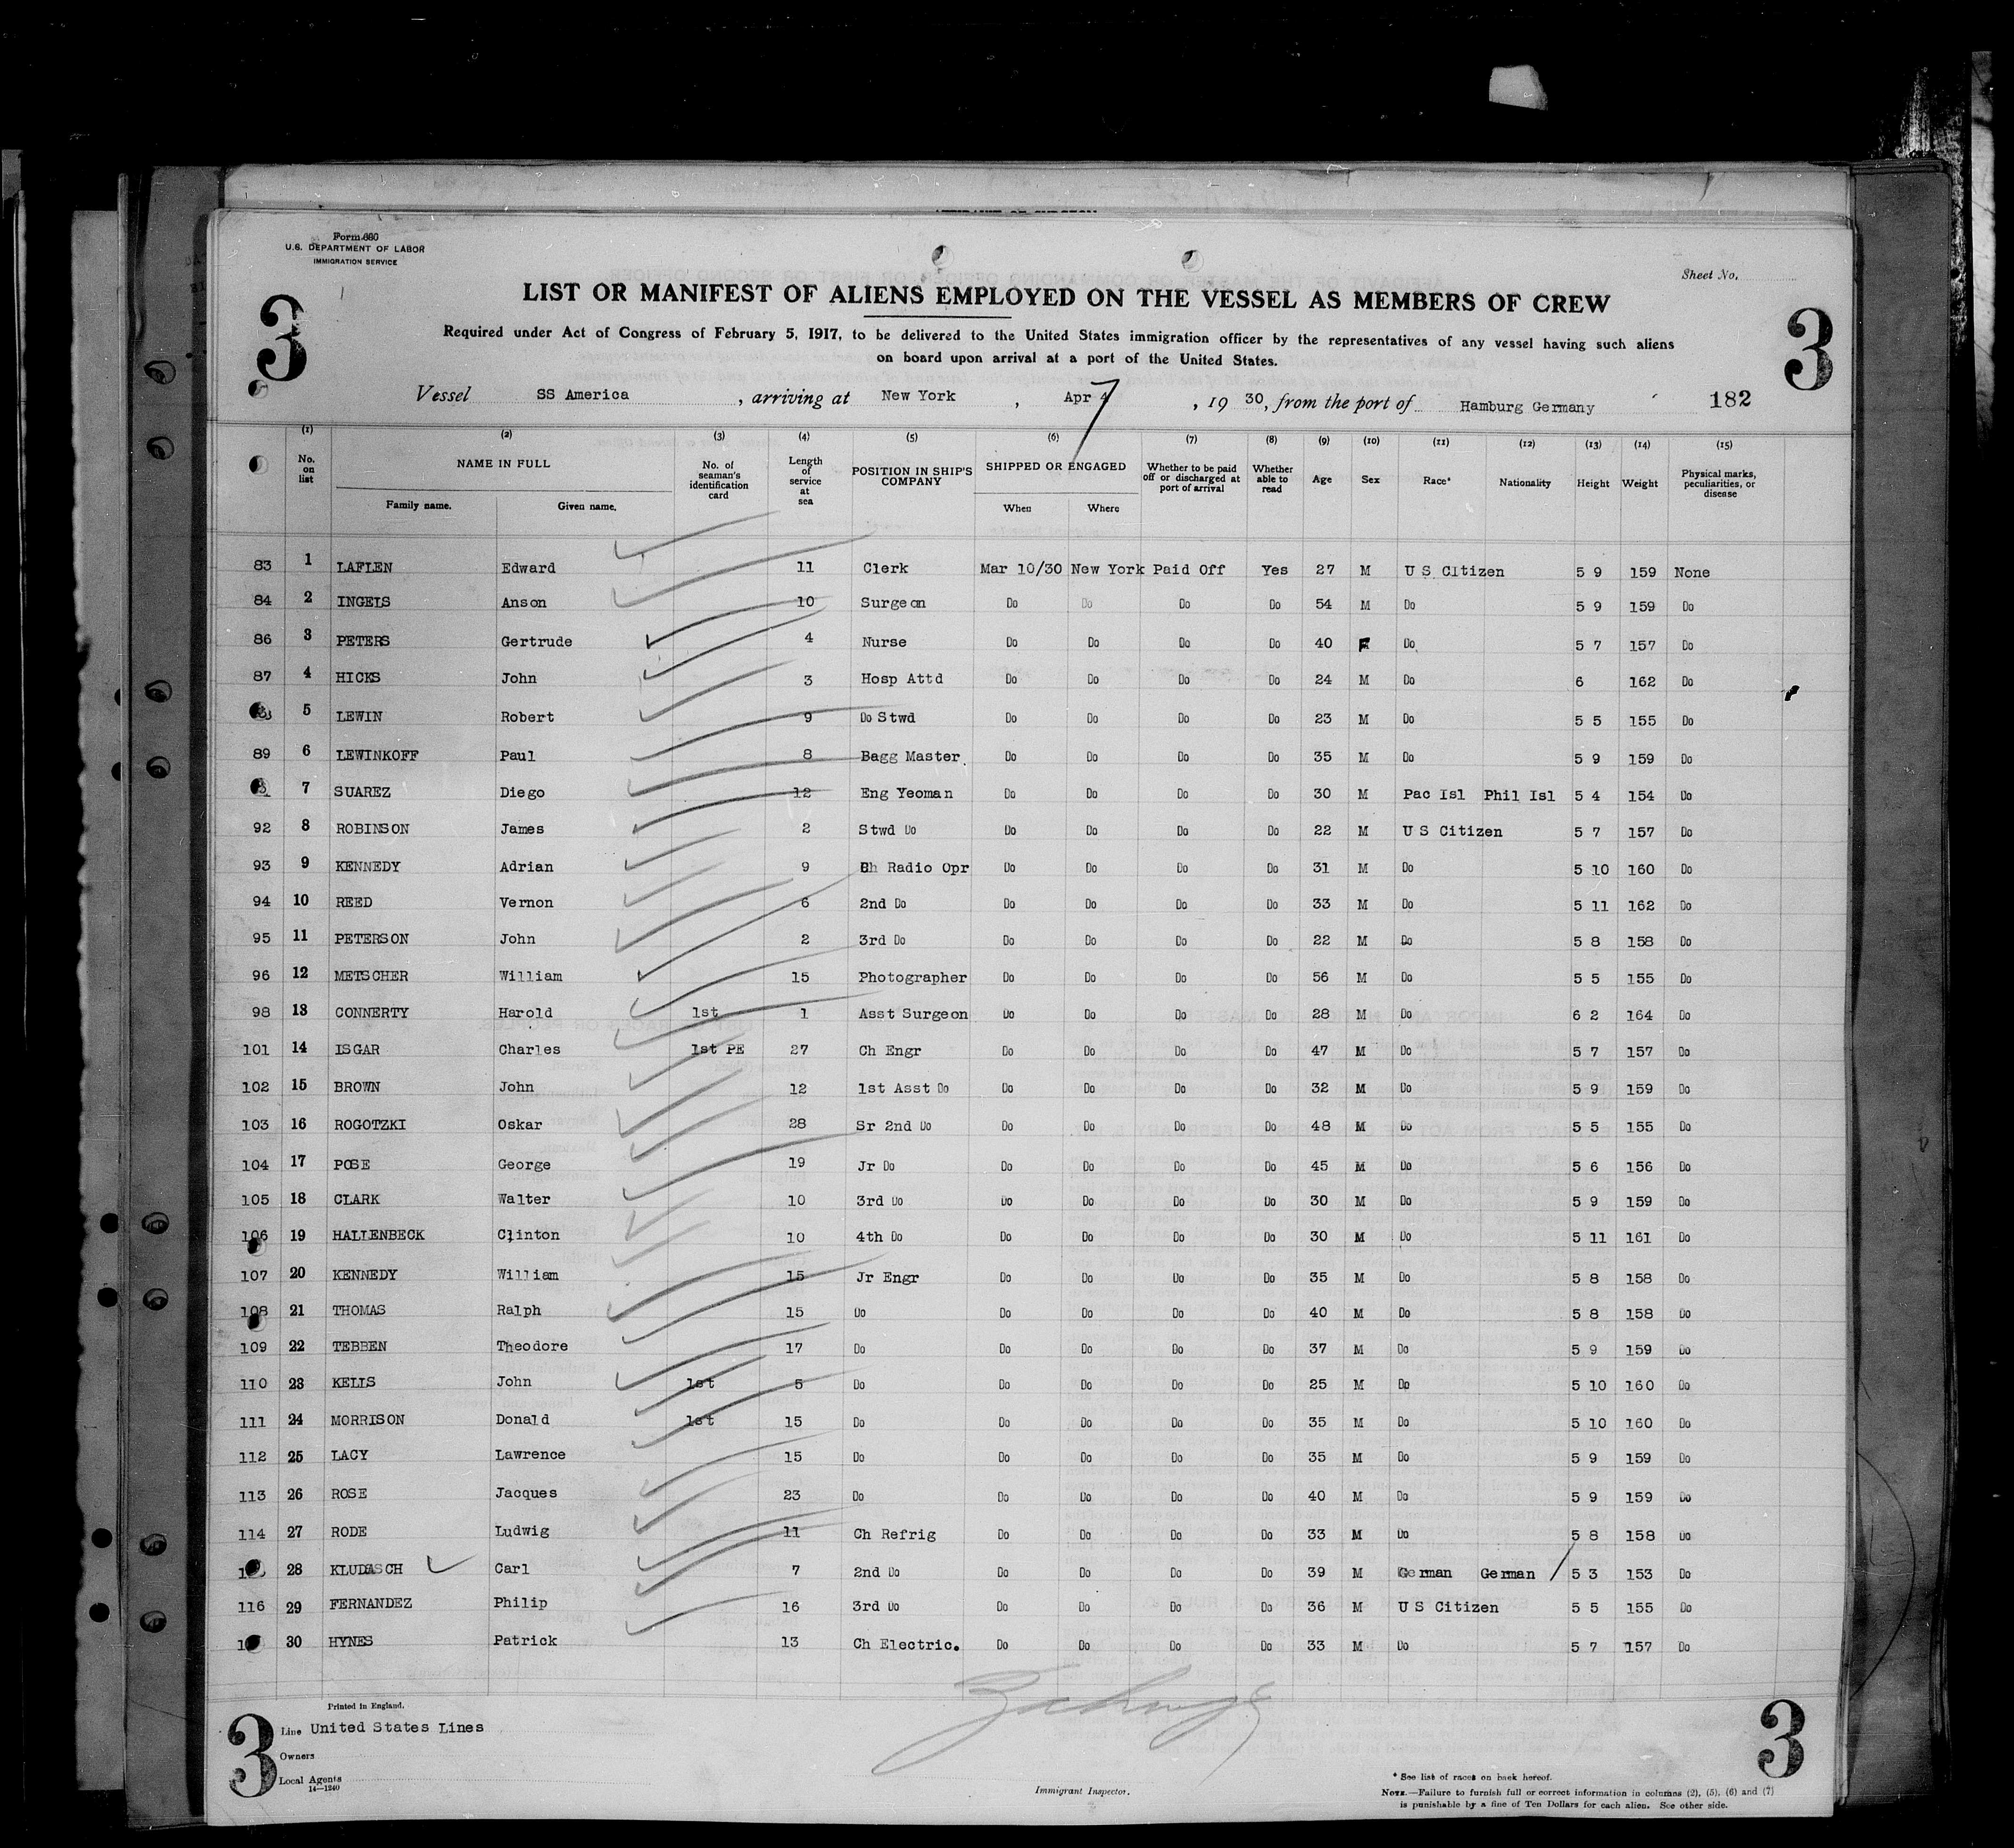 Form 680
U.S. DEPARTMENT OF LABOR
IMMIGRATION SERVICE
Sheet No.
3 LIST OR MANIFEST OF ALIENS EMPLOYED ON THE VESSEL AS MEMBERS OF CREW 3
Required under Act of Congress of February 5, 1917, to be delivered to the United States immigration officer by the representatives of any vessel having such aliens
on board upon arrival at a port of the United States.
Vessel SS America, arriving at New York, Apr 7, 1930, from the port of Hamburg Germany 182
(1) (2) (3) (4) (5) (6) (7) (8) (9) (10) (11) (12) (13) (14) (15)
No. on list NAME IN FULL Family name. Given name. No. of seaman's identification card Length of service at sea POSITION IN SHIP'S COMPANY SHIPPED OR ENGAGED When Where Whether to be paid off or discharged at port of arrival Whether able to read Age Sex Race* Nationality Height Weight Physical marks, peculiarities, or disease
83 1 LAFLEN Edward 11 Clerk Mar 10/30 New York Paid Off Yes 27 M U S CItizen 5 9 159 None
84 2 INGELS Anson 10 Surgeon Do Do Do Do 54 M Do 5 9 159 Do
86 3 PETERS Gertrude 4 Nurse Do Do Do Do 40 F Do 5 7 157 Do
87 4 HICKS John 3 Hosp Attd Do Do Do Do 24 M Do 6 162 Do
5 LEWIN Robert 9 Do Stwd Do Do Do Do 23 M Do 5 5 155 Do
89 6 LEWINKOFF Paul 8 Bagg Master Do Do Do Do 35 M Do 5 9 159 Do
7 SUAREZ Diego 12 Eng Yeoman Do Do Do Do 30 M Pac Isl Phil Isl 5 4 154 Do
92 8 ROBINSON James 2 Stwd Do Do Do Do Do 22 M U S Citizen 5 7 157 Do
93 9 KENNEDY Adrian 9 Ch Radio Opr Do Do Do Do 31 M Do 5 10 160 Do
94 10 REED Vernon 6 2nd Do Do Do Do Do 33 M Do 5 11 162 Do
95 11 PETERSON John 2 3rd Do Do Do Do Do 22 M Do 5 8 158 Do
96 12 METSCHER William 15 Photographer Do Do Do Do 56 M Do 5 5 155 Do
98 13 CONNERTY Harold 1st 1 Asst Surgeon Do Do Do Do 28 M Do 6 2 164 Do
101 14 ISGAR Charles 1st PE 27 Ch Engr Do Do Do Do 47 M Do 5 7 157 Do
102 15 BROWN John 12 1st Asst Do Do Do Do Do 32 M Do 5 9 159 Do
103 16 ROGOTZKI Oskar 28 Sr 2nd Do Do Do Do Do 48 M Do 5 5 155 Do
104 17 POSE George 19 Jr Do Do Do Do Do 45 M Do 5 6 156 Do
105 18 CLARK Walter 10 3rd Do Do Do Do Do 30 M Do 5 9 159 Do
106 19 HALLENBECK Clinton 10 4th Do Do Do Do Do 30 M Do 5 11 161 Do
107 20 KENNEDY William 15 Jr Engr Do Do Do Do 35 M Do 5 8 158 Do
108 21 THOMAS Ralph 15 Do Do Do Do Do 40 M Do 5 8 158 Do
109 22 TEBBEN Theodore 17 Do Do Do Do Do 37 M Do 5 9 159 Do
110 23 KELLS John 1st 5 Do Do Do Do Do 25 M Do 5 10 160 Do
111 24 MORRISON Donald 1st 15 Do Do Do Do Do 35 M Do 5 10 160 Do
112 25 LACY Lawrence 15 Do Do Do Do Do 35 M Do 5 9 159 Do
113 26 ROSE Jacques 23 Do Do Do Do Do 40 M Do 5 9 159 Do
114 27 RODE Ludwig 11 Ch Refrig Do Do Do Do 33 M Do 5 8 158 Do
28 KLUDASCH Carl 7 2nd Do Do Do Do Do 39 M German German 5 3 153 Do
116 29 FERNANDEZ Philip 16 3rd Do Do Do Do Do 36 M U S Citizen 5 5 155 Do
30 HYNES Patrick 13 Ch Electric. Do Do Do Do 33 M Do 5 7 157 Do
Printed in England.
3 Line United States Lines 3
Owners
Local Agents
14—1240
Immigrant Inspector.
* See list of races on back hereof.
NOTE.—Failure to furnish full or correct information in columns (2), (5), (6) and (7)
is punishable by a fine of Ten Dollars for each alien. See other side.